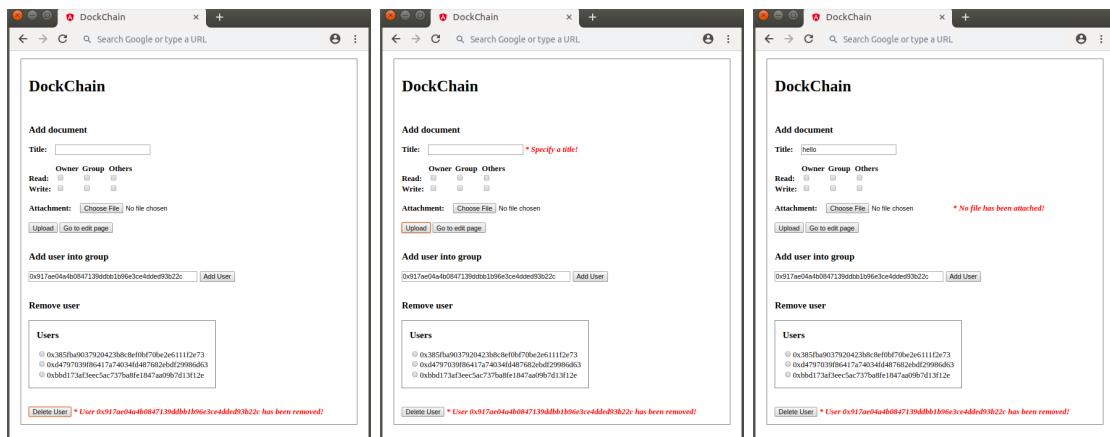 DockChain
Search Google or type a URL
DockChain
Add document
Title:
Owner Group Others
Read:
Write:
Attachment: Choose File No file chosen
Upload Go to edit page
Add user into group
0x917ae04a4b0847139ddbb1b96e3ce4dded93b22c Add User
Remove user
Users
0x385fba9037920423b8c8ef0bf70be2e6111f2e73
0xd4797039f86417a74034fd487682ebdf29986d63
0xbbd173af3eec5ac737ba8fe1847aa09b7d13f12e
Delete User * User 0x917ae04a4b0847139ddbb1b96e3ce4dded93b22c has been removed!
DockChain
Search Google or type a URL
DockChain
Add document
Title: * Specify a title!
Owner Group Others
Read:
Write:
Attachment: Choose File No file chosen
Upload Go to edit page
Add user into group
0x917ae04a4b0847139ddbb1b96e3ce4dded93b22c Add User
Remove user
Users
0x385fba9037920423b8c8ef0bf70be2e6111f2e73
0xd4797039f86417a74034fd487682ebdf29986d63
0xbbd173af3eec5ac737ba8fe1847aa09b7d13f12e
Delete User * User 0x917ae04a4b0847139ddbb1b96e3ce4dded93b22c has been removed!
DockChain
Search Google or type a URL
DockChain
Add document
Title: hello
Owner Group Others
Read:
Write:
Attachment: Choose File No file chosen * No file has been attached!
Upload Go to edit page
Add user into group
0x917ae04a4b0847139ddbb1b96e3ce4dded93b22c Add User
Remove user
Users
0x385fba9037920423b8c8ef0bf70be2e6111f2e73
0xd4797039f86417a74034fd487682ebdf29986d63
0xbbd173af3eec5ac737ba8fe1847aa09b7d13f12e
Delete User * User 0x917ae04a4b0847139ddbb1b96e3ce4dded93b22c has been removed!